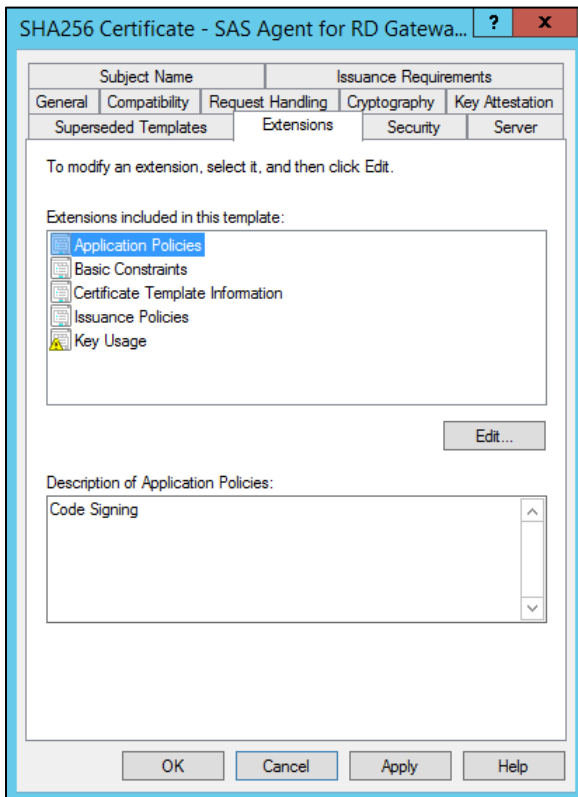 SHA256 Certificate - SAS Agent for RD Gatewa... ? x
Subject Name Issuance Requirements
General Compatibility Request Handling Cryptography Key Attestation
Superseded Templates Extensions Security Server
To modify an extension, select it, and then click Edit.
Extensions included in this template:
Application Policies
Basic Constraints
Certificate Template Information
Issuance Policies
Key Usage
Edit...
Description of Application Policies:
Code Signing
OK Cancel Apply Help